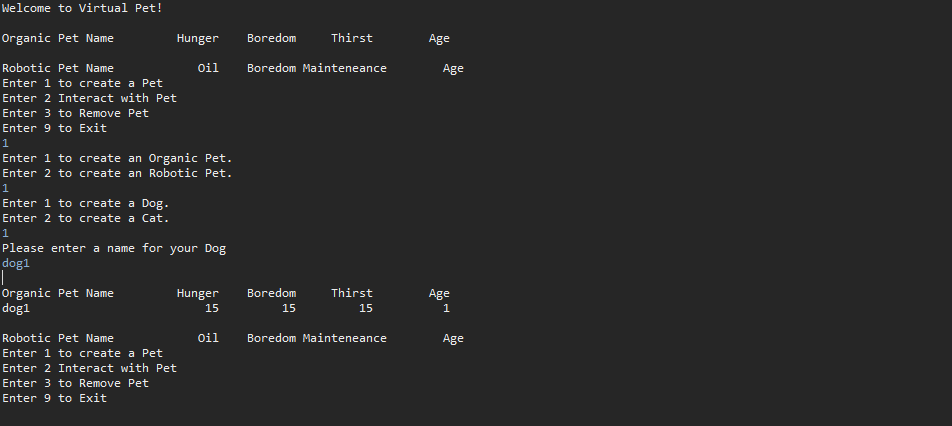 Welcome to Virtual Pet!
Organic Pet Name Hunger Boredom Thirst Age
Robotic Pet Name Oil Boredom Mainteneance Age
Enter 1 to create a Pet
Enter 2 Interact with Pet
Enter 3 to Remove Pet
Enter 9 to Exit
1
Enter 1 to create an Organic Pet.
Enter 2 to create an Robotic Pet.
1
Enter 1 to create a Dog.
Enter 2 to create a Cat.
1
Please enter a name for your Dog
dog1
Organic Pet Name Hunger Boredom Thirst Age
dog1 15 15 15 1
Robotic Pet Name Oil Boredom Mainteneance Age
Enter 1 to create a Pet
Enter 2 Interact with Pet
Enter 3 to Remove Pet
Enter 9 to Exit